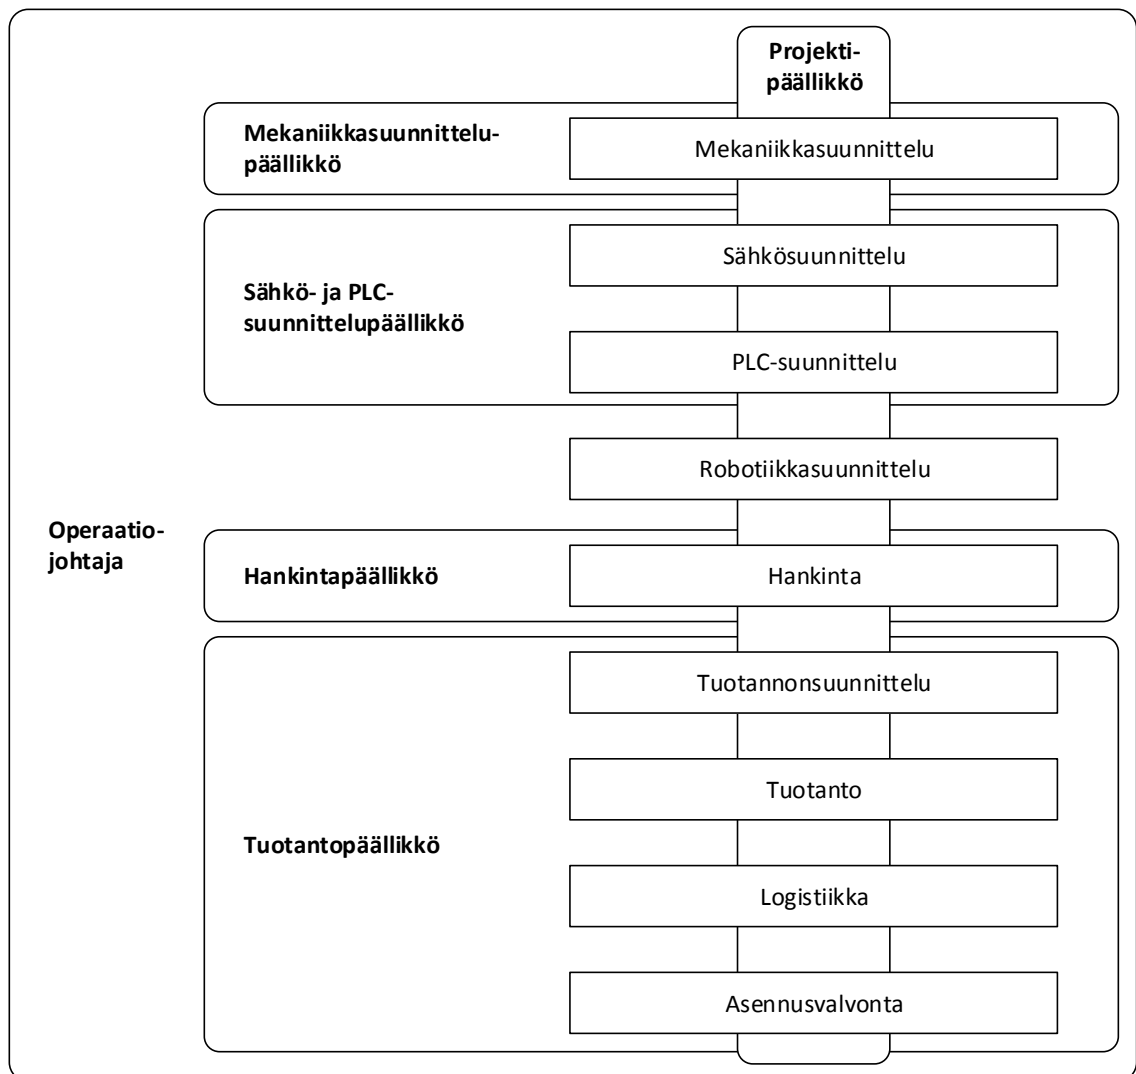 Projekti-
päällikkö
Mekaniikkasuunnittelu-
päällikkö
Mekaniikkasuunnittelu
Sähkö- ja PLC-
suunnittelupäällikkö
Sähkösuunnittelu
PLC-suunnittelu
Robotiikkasuunnittelu
Operaatio-
johtaja
Hankintapäällikkö
Hankinta
Tuotantopäällikkö
Tuotannonsuunnittelu
Tuotanto
Logistiikka
Asennusvalvonta